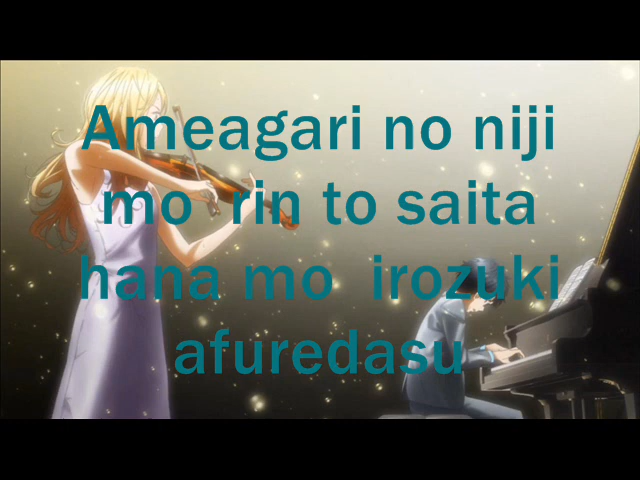 Ameagari no niji
mo  rin to saita
hana mo  irozuki
afuredasu